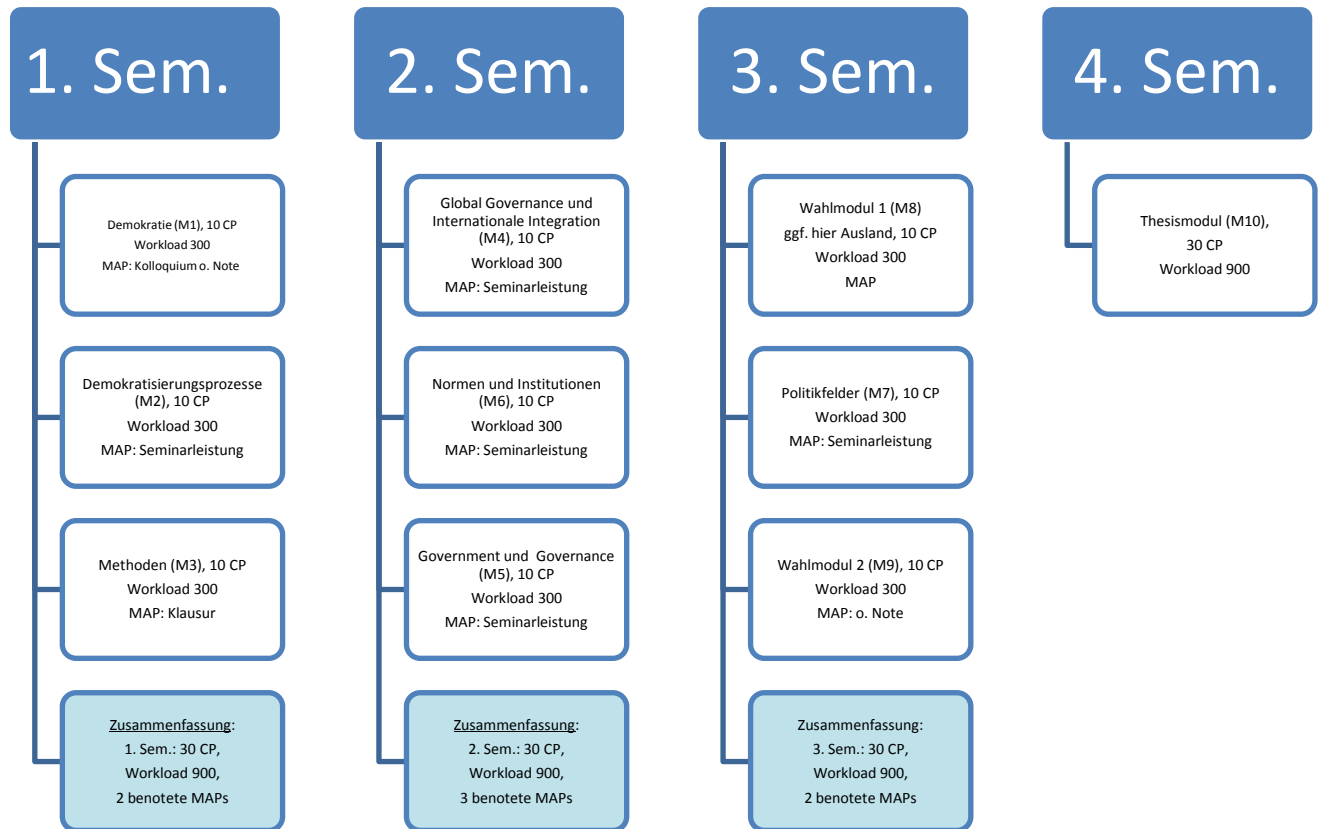 1. Sem.
Demokratie (M1), 10 CP
Workload 300
MAP: Kolloquium o. Note
Demokratisierungsprozesse
(M2), 10 CP
Workload 300
MAP: Seminarleistung
Methoden (M3), 10 CP
Workload 300
MAP: Klausur
Zusammenfassung:
1. Sem.: 30 CP,
Workload 900,
2 benotete MAPs
2. Sem.
Global Governance und
Internationale Integration
(M4), 10 CP
Workload 300
MAP: Seminarleistung
Normen und Institutionen
(M6), 10 CP
Workload 300
MAP: Seminarleistung
Government und Governance
(M5), 10 CP
Workload 300
MAP: Seminarleistung
Zusammenfassung:
2. Sem.: 30 CP,
Workload 900,
3 benotete MAPs
3. Sem.
Wahlmodul 1 (M8)
ggf. hier Ausland, 10 CP
Workload 300
MAP
Politikfelder (M7), 10 CP
Workload 300
MAP: Seminarleistung
Wahlmodul 2 (M9), 10 CP
Workload 300
MAP: o. Note
Zusammenfassung:
3. Sem.: 30 CP,
Workload 900,
2 benotete MAPs
4. Sem.
Thesismodul (M10),
30 CP
Workload 900